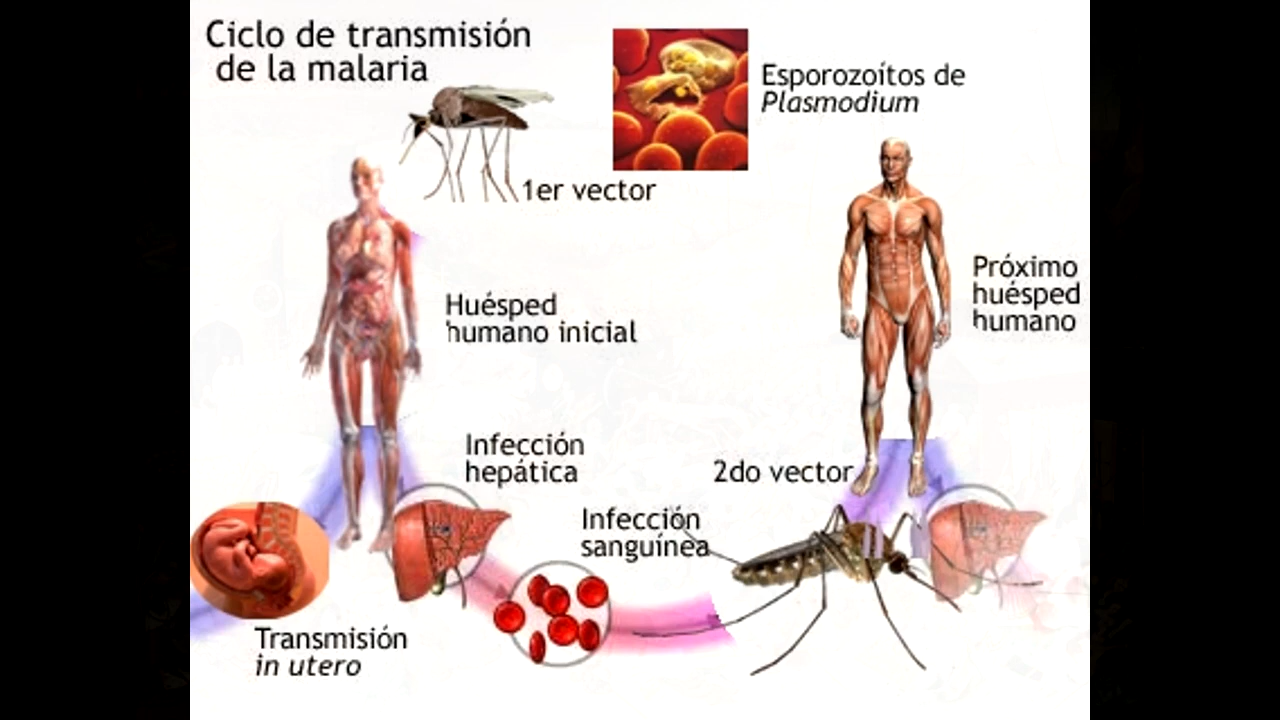 Ciclo de transmisión
de la malaria
Esporozoítos de
Plasmodium
1er vector
Huésped
humano inicial
Próximo
huésped
humano
Infección
hepática
2do vector
Infección
sanguínea
Transmisión
in utero